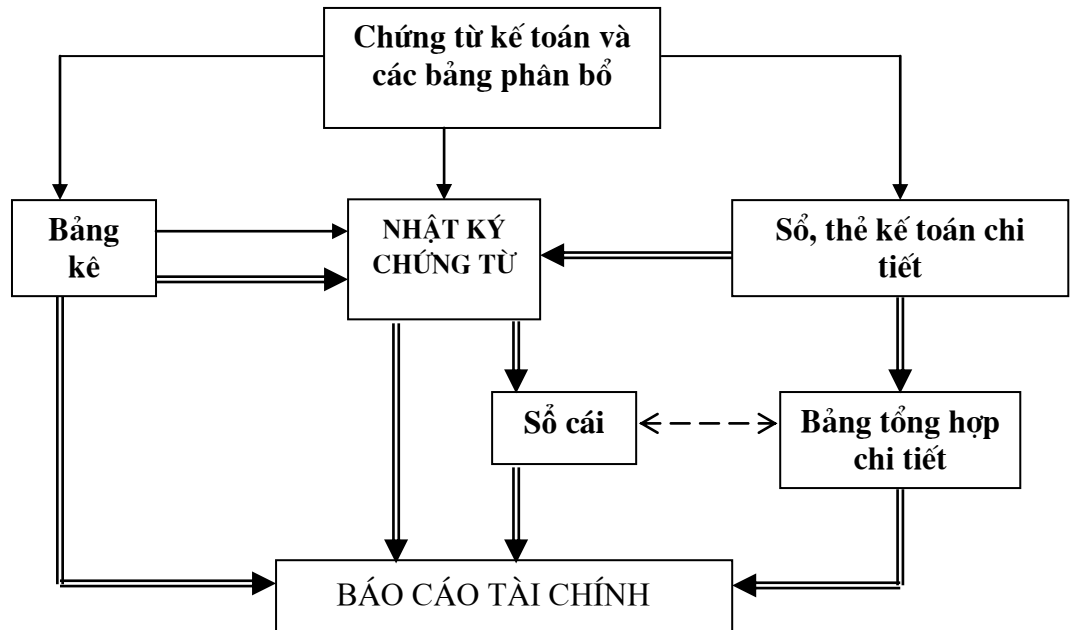 Chứng từ kế toán và
các bảng phân bổ
Bảng
kê
NHẬT KÝ
CHỨNG TỪ
Sổ, thẻ kế toán chi
tiết
Sổ cái
Bảng tổng hợp
chi tiết
BÁO CÁO TÀI CHÍNH